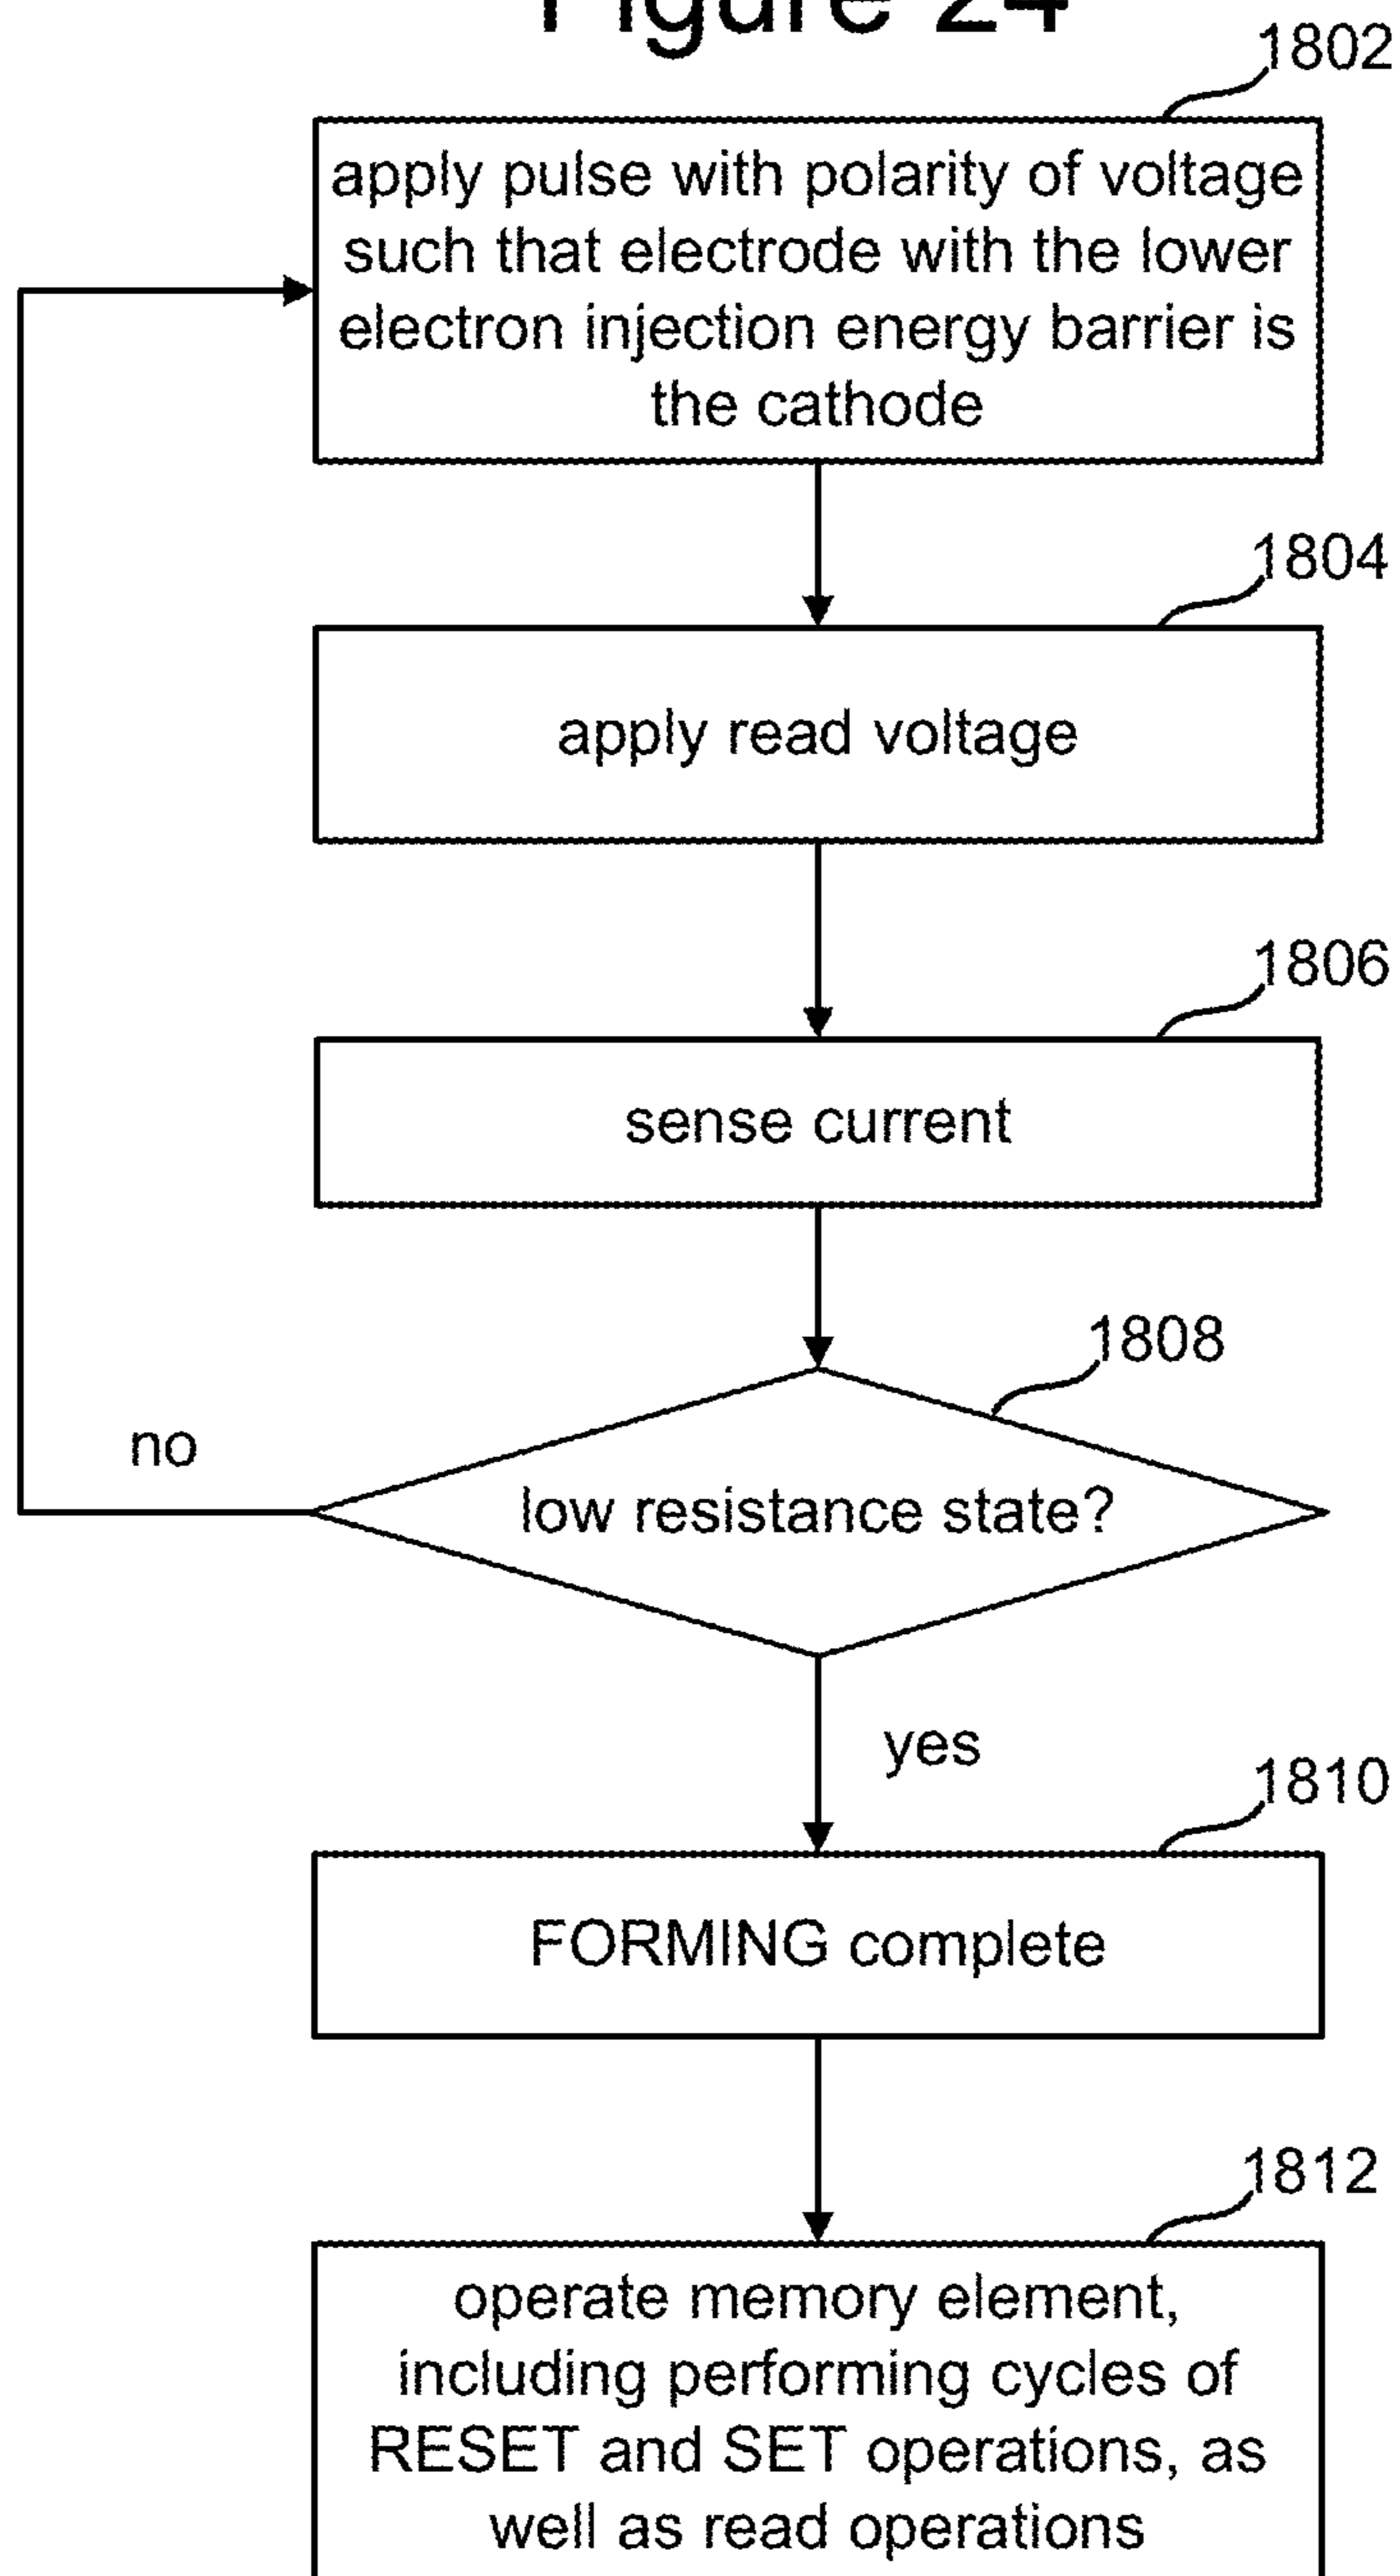 Figure 24
1802
apply pulse with polarity of voltage
such that electrode with the lower
electron injection energy barrier is
the cathode
1804
apply read voltage
1806
sense current
1808
no
low resistance state?
yes
1810
FORMING complete
1812
operate memory element,
including performing cycles of
RESET and SET operations, as
well as read operations